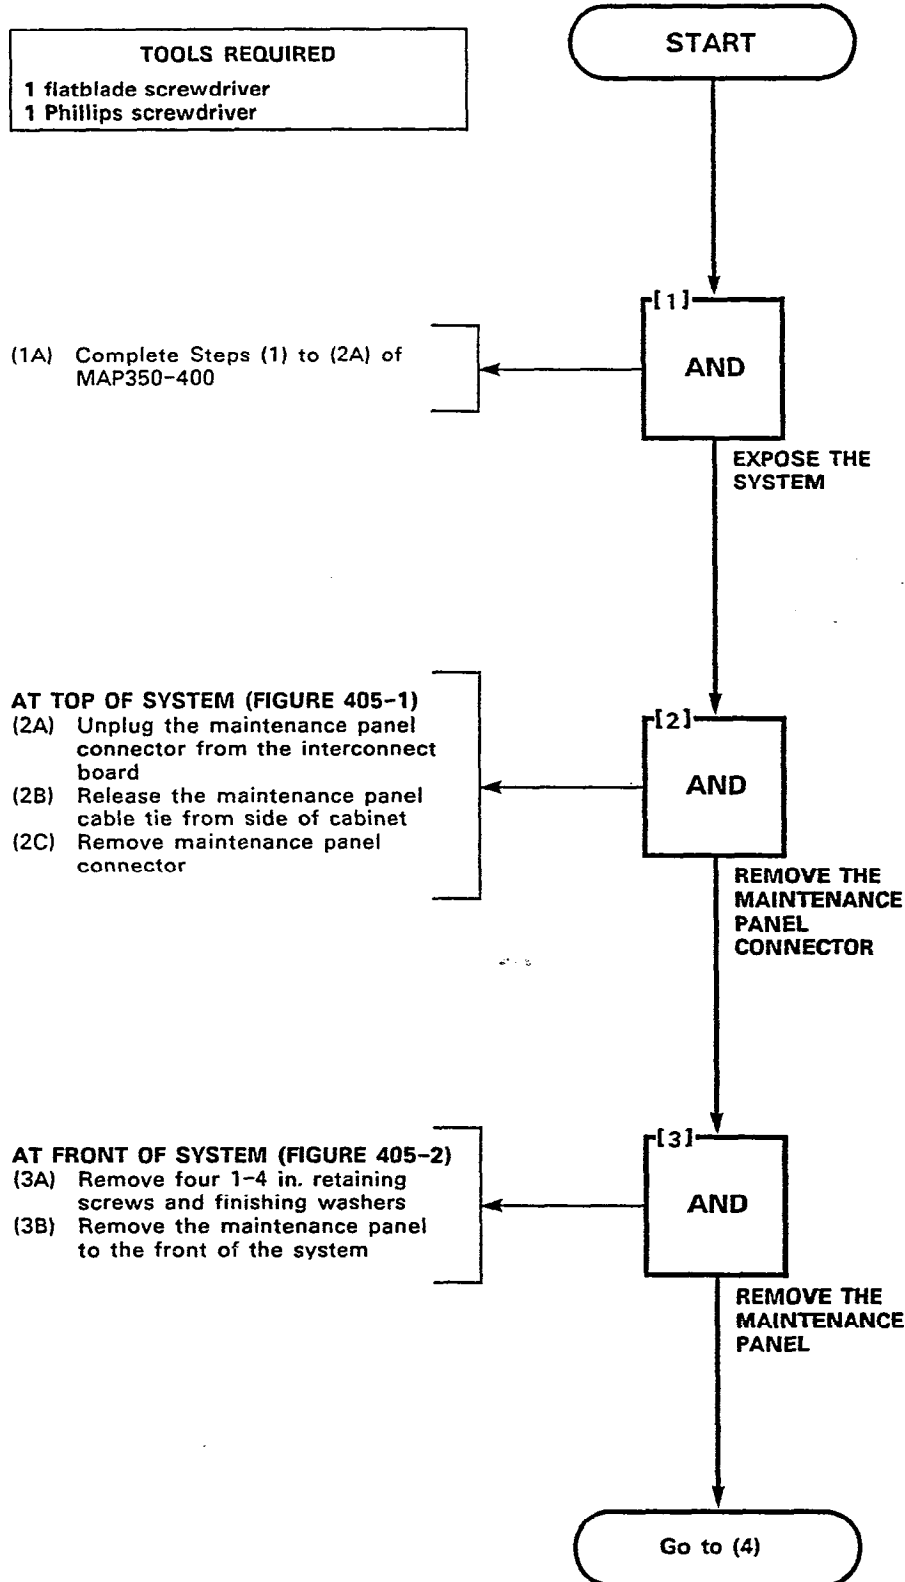 TOOLS REQUIRED
1 flatblade screwdriver
1 Phillips screwdriver
START
[1]
AND
(1A) Complete Steps (1) to (2A) of
MAP350-400
EXPOSE THE
SYSTEM
AT TOP OF SYSTEM (FIGURE 405-1)
(2A) Unplug the maintenance panel
connector from the interconnect
board
(2B) Release the maintenance panel
cable tie from side of cabinet
(2C) Remove maintenance panel
connector
[2]
AND
REMOVE THE
MAINTENANCE
PANEL
CONNECTOR
AT FRONT OF SYSTEM (FIGURE 405-2)
(3A) Remove four 1-4 in. retaining
screws and finishing washers
(3B) Remove the maintenance panel
to the front of the system
[3]
AND
REMOVE THE
MAINTENANCE
PANEL
Go to (4)